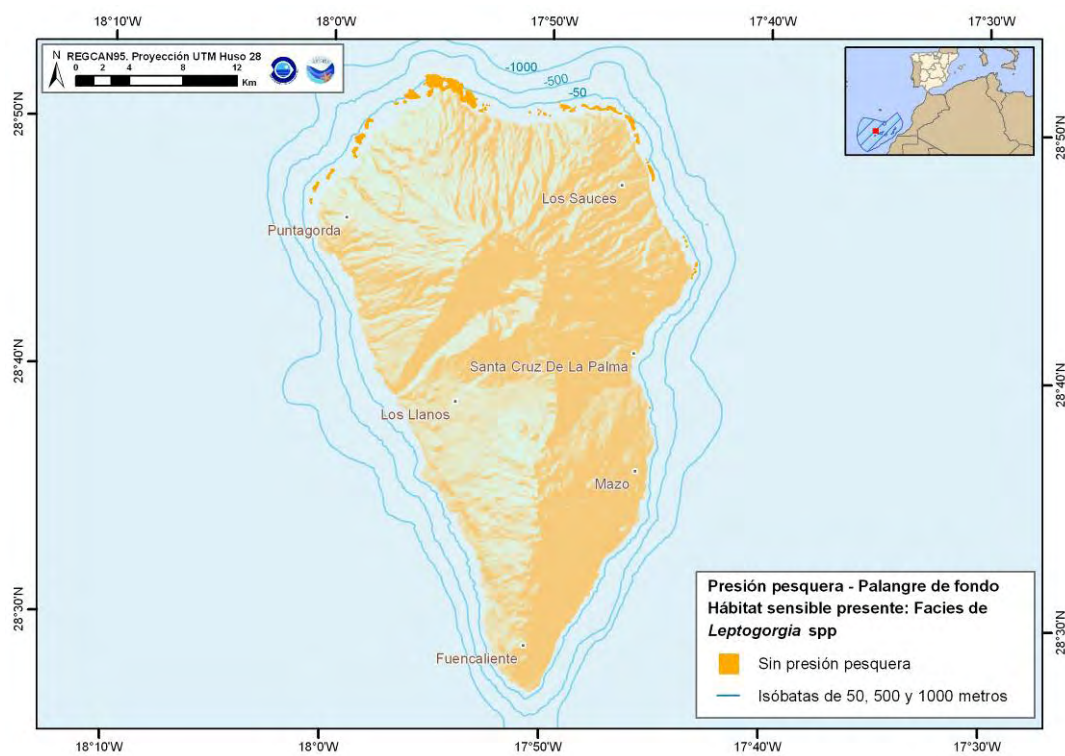 18°10'W 18°0'W 17°50'W 17°40'W 17°30'W
N REGCAN95. Proyección UTM Huso 28
0 2 4 8 12
Km
-1000
-500
-50
28°50'N
28°50'N
Los Sauces
Puntagorda
28°40'N
Santa Cruz De La Palma
28°40'N
Los Llanos
Mazo
28°30'N
28°30'N
Fuencaliente
Presión pesquera - Palangre de fondo
Hábitat sensible presente: Facies de
Leptogorgia spp
Sin presión pesquera
Isóbatas de 50, 500 y 1000 metros
18°10'W 18°0'W 17°50'W 17°40'W 17°30'W